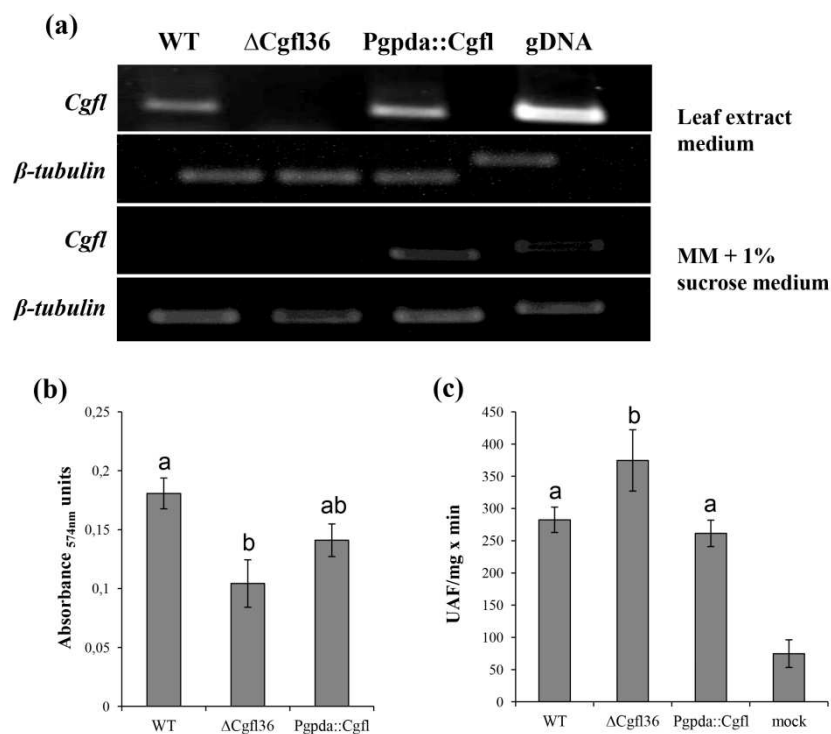 (a)
WT ΔCgfl36 Pgpda::Cgfl gDNA
Cgfl
β-tubulin
Leaf extract
medium
Cgfl
β-tubulin
MM + 1%
sucrose medium
(b)
Absorbance 574nm units
0,25
0,2
0,15
0,1
0,05
0
a
b
ab
WT ΔCgfl36 Pgpda::Cgfl
(c)
UAF/mg x min
450
400
350
300
250
200
150
100
50
0
a
b
a
WT ΔCgfl36 Pgpda::Cgfl mock